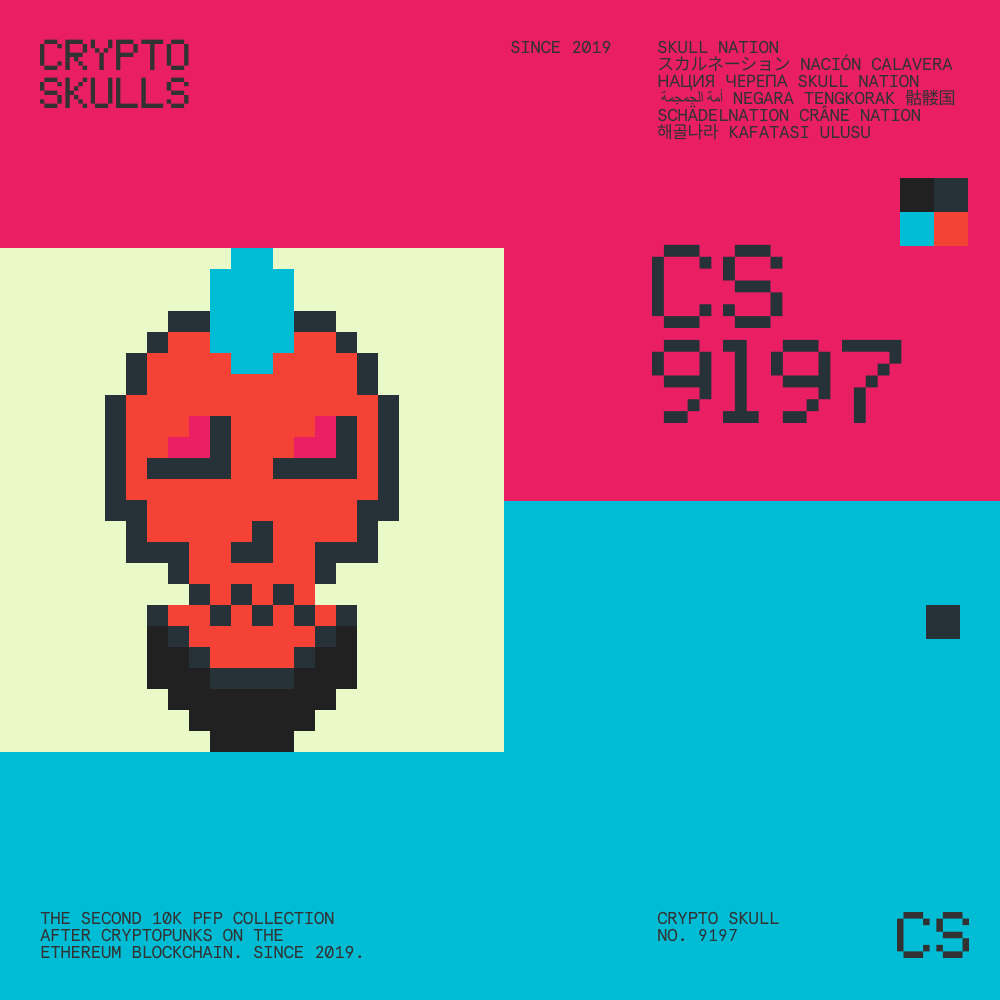 CRYPTO
SKULLS
SINCE 2019
SKULL NATION
スカルネーション NACIÓN CALAVERA
НАЦИЯ ЧЕРЕПА SKULL NATION
أمة الجمجمة NEGARA TENGKORAK 骷髅国
SCHÄDELNATION CRÂNE NATION
해골나라 KAFATASI ULUSU
CS
9197
THE SECOND 10K PFP COLLECTION
AFTER CRYPTOPUNKS ON THE
ETHEREUM BLOCKCHAIN. SINCE 2019.
CRYPTO SKULL
NO. 9197
CS